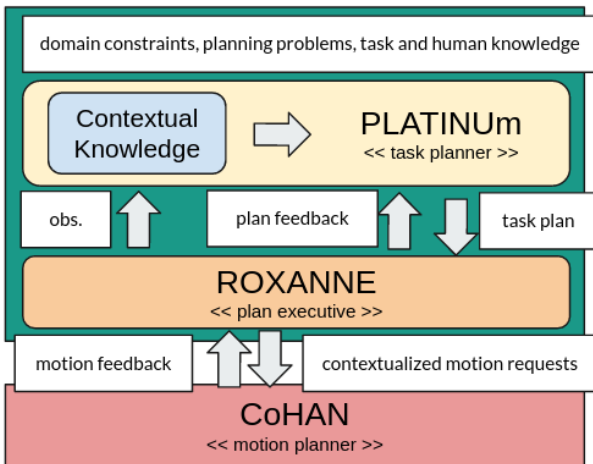 domain constraints, planning problems, task and human knowledge
Contextual
Knowledge
PLATINUm
<< task planner >>
obs.
plan feedback
task plan
ROXANNE
<< plan executive >>
motion feedback
contextualized motion requests
CoHAN
<< motion planner >>